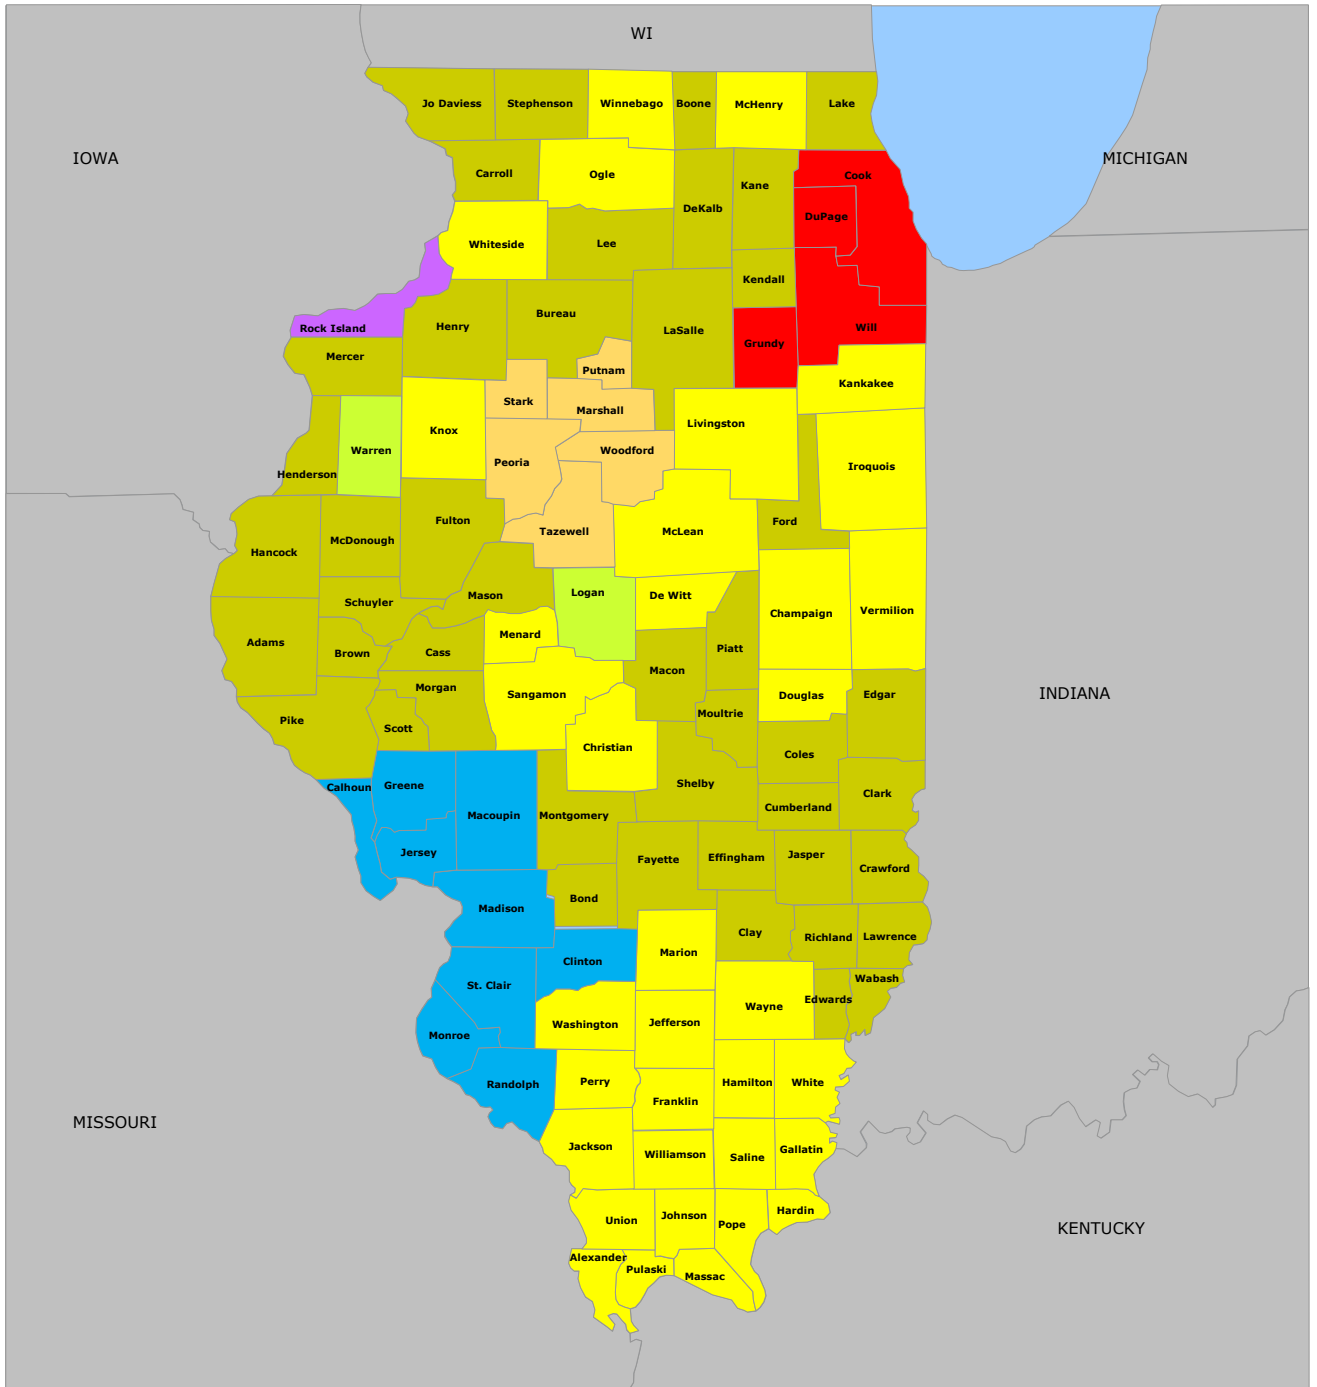 WI
Jo Daviess
Stephenson
Winnebago
Boone
McHenry
Lake
IOWA
MICHIGAN
Carroll
Ogle
Cook
Kane
DeKalb
DuPage
Whiteside
Lee
Kendall
Bureau
Rock Island
Henry
LaSalle
Will
Grundy
Mercer
Putnam
Kankakee
Stark
Marshall
Livingston
Knox
Warren
Woodford
Peoria
Iroquois
Henderson
Fulton
Ford
McLean
Tazewell
McDonough
Hancock
Logan
Mason
De Witt
Schuyler
Champaign
Vermilion
Menard
Adams
Piatt
Brown
Cass
Macon
Morgan
Sangamon
Douglas
Edgar
INDIANA
Moultrie
Pike
Scott
Christian
Coles
Shelby
Greene
Calhoun
Clark
Cumberland
Macoupin
Montgomery
Jersey
Jasper
Effingham
Fayette
Crawford
Bond
Madison
Clay
Richland
Lawrence
Marion
Clinton
Wabash
St. Clair
Edwards
Wayne
Jefferson
Washington
Monroe
Perry
Hamilton
White
Randolph
Franklin
MISSOURI
Jackson
Gallatin
Williamson
Saline
Hardin
Johnson
Union
Pope
KENTUCKY
Alexander
Pulaski
Massac